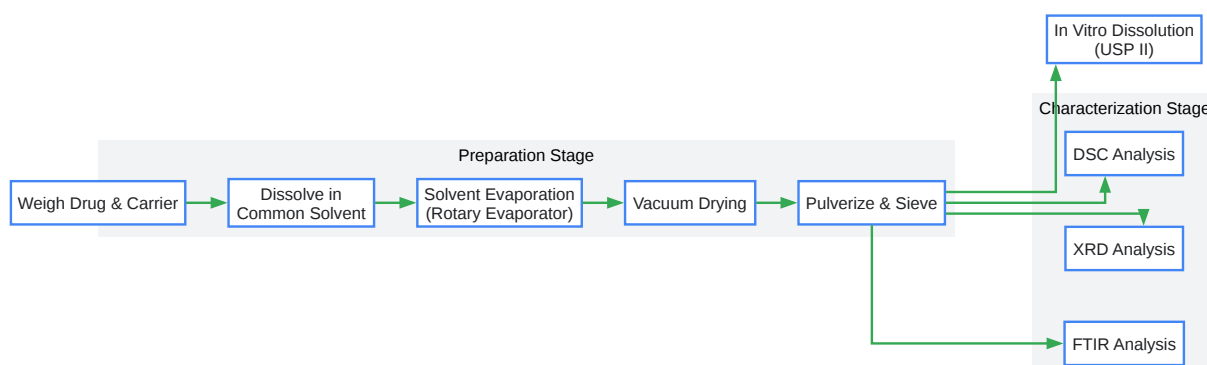 In Vitro Dissolution
(USP II)
Characterization Stage
Preparation Stage
DSC Analysis
Weigh Drug & Carrier
Dissolve in
Common Solvent
Solvent Evaporation
(Rotary Evaporator)
Vacuum Drying
Pulverize & Sieve
XRD Analysis
FTIR Analysis